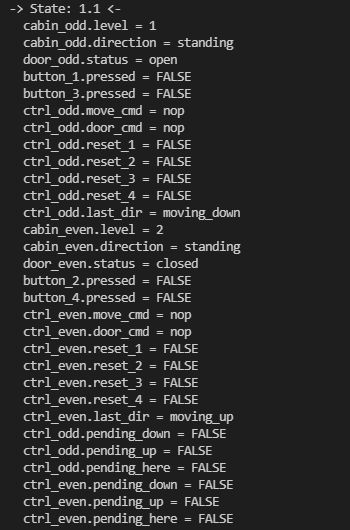 -> State: 1.1 <-
cabin_odd.level = 1
cabin_odd.direction = standing
door_odd.status = open
button_1.pressed = FALSE
button_3.pressed = FALSE
ctrl_odd.move_cmd = nop
ctrl_odd.door_cmd = nop
ctrl_odd.reset_1 = FALSE
ctrl_odd.reset_2 = FALSE
ctrl_odd.reset_3 = FALSE
ctrl_odd.reset_4 = FALSE
ctrl_odd.last_dir = moving_down
cabin_even.level = 2
cabin_even.direction = standing
door_even.status = closed
button_2.pressed = FALSE
button_4.pressed = FALSE
ctrl_even.move_cmd = nop
ctrl_even.door_cmd = nop
ctrl_even.reset_1 = FALSE
ctrl_even.reset_2 = FALSE
ctrl_even.reset_3 = FALSE
ctrl_even.reset_4 = FALSE
ctrl_even.last_dir = moving_up
ctrl_odd.pending_down = FALSE
ctrl_odd.pending_up = FALSE
ctrl_odd.pending_here = FALSE
ctrl_even.pending_down = FALSE
ctrl_even.pending_up = FALSE
ctrl_even.pending_here = FALSE